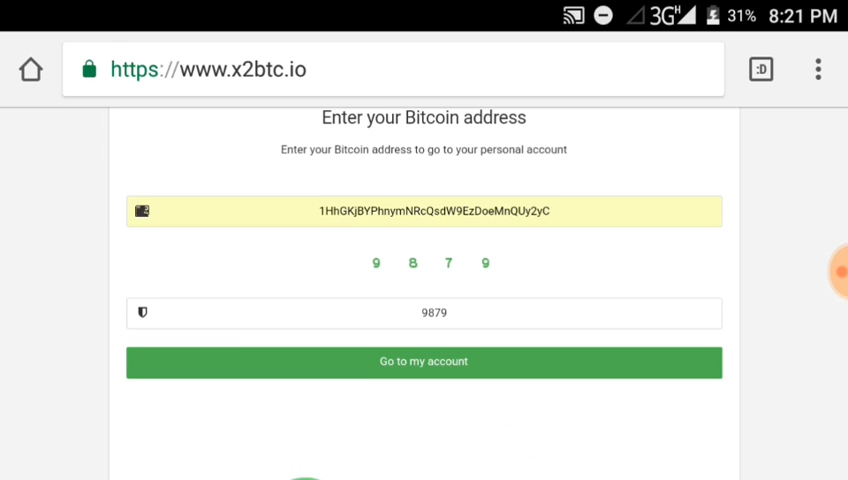 3G H 31% 8:21 PM
https://www.x2btc.io :D
Enter your Bitcoin address
Enter your Bitcoin address to go to your personal account
1HhGKjBYPhnymNRcQsdW9EzDoeMnQUy2yC
9 8 7 9
9879
Go to my account